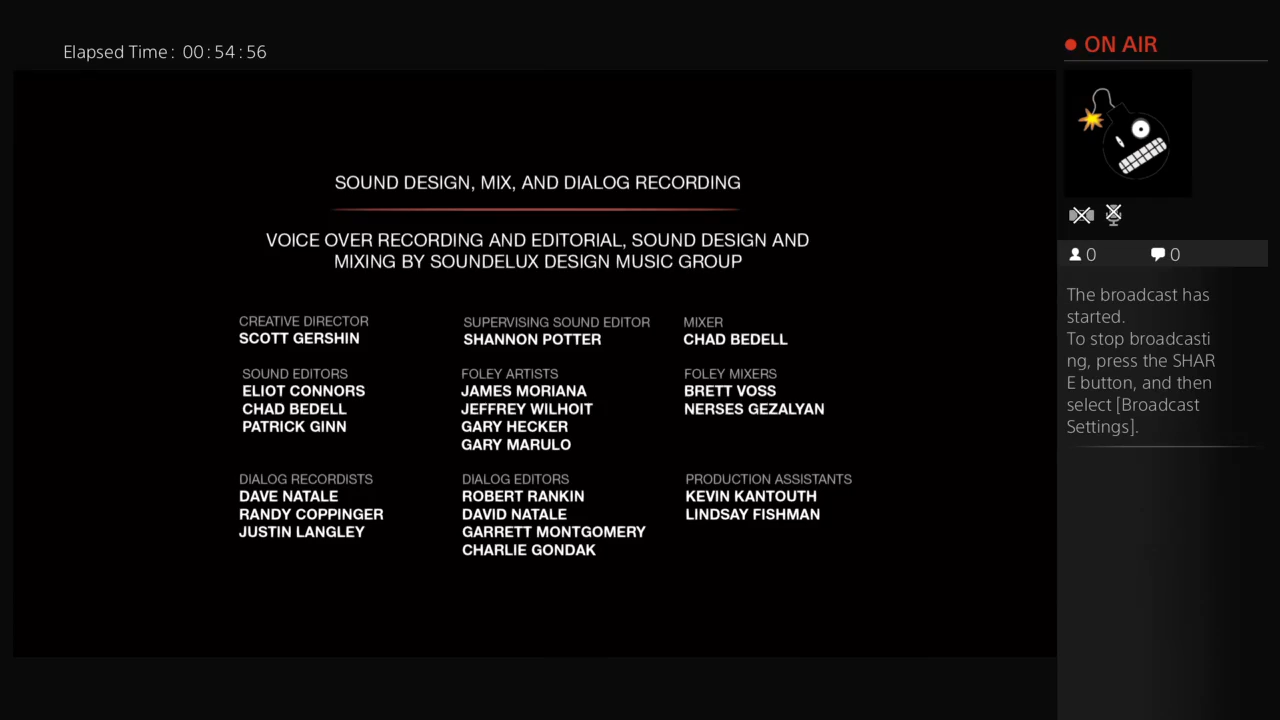 Elapsed Time: 00:54:56
ON AIR
SOUND DESIGN, MIX, AND DIALOG RECORDING
VOICE OVER RECORDING AND EDITORIAL, SOUND DESIGN AND
MIXING BY SOUNDELUX DESIGN MUSIC GROUP
CREATIVE DIRECTOR
SCOTT GERSHIN
SUPERVISING SOUND EDITOR
SHANNON POTTER
MIXER
CHAD BEDELL
SOUND EDITORS
ELIOT CONNORS
CHAD BEDELL
PATRICK GINN
FOLEY ARTISTS
JAMES MORIANA
JEFFREY WILHOIT
GARY HECKER
GARY MARULO
FOLEY MIXERS
BRETT VOSS
NERSES GEZALYAN
DIALOG RECORDISTS
DAVE NATALE
RANDY COPPINGER
JUSTIN LANGLEY
DIALOG EDITORS
ROBERT RANKIN
DAVID NATALE
GARRETT MONTGOMERY
CHARLIE GONDAK
PRODUCTION ASSISTANTS
KEVIN KANTOUTH
LINDSAY FISHMAN
0 0
The broadcast has
started.
To stop broadcasti
ng, press the SHAR
E button, and then
select [Broadcast
Settings].